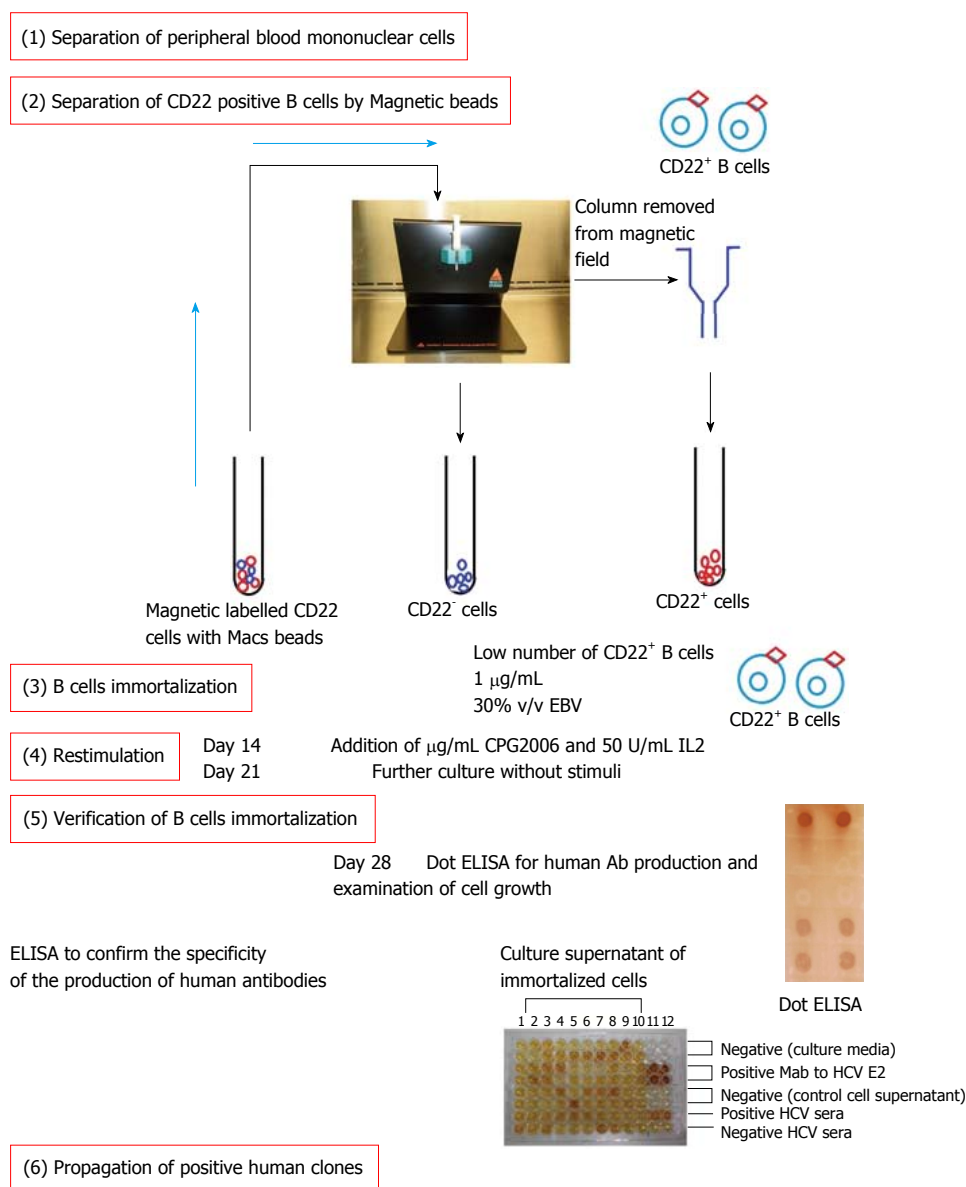 (1) Separation of peripheral blood mononuclear cells
(2) Separation of CD22 positive B cells by Magnetic beads
CD22⁺ B cells
Column removed
from magnetic
field
Magnetic labelled CD22
cells with Macs beads
CD22⁻ cells
CD22⁺ cells
Low number of CD22⁺ B cells
1 μg/mL
30% v/v EBV
(3) B cells immortalization
CD22⁺ B cells
(4) Restimulation
Day 14 Addition of μg/mL CPG2006 and 50 U/mL IL2
Day 21 Further culture without stimuli
(5) Verification of B cells immortalization
Day 28 Dot ELISA for human Ab production and
examination of cell growth
Dot ELISA
ELISA to confirm the specificity
of the production of human antibodies
Culture supernatant of
immortalized cells
1 2 3 4 5 6 7 8 9 10 11 12
Negative (culture media)
Positive Mab to HCV E2
Negative (control cell supernatant)
Positive HCV sera
Negative HCV sera
(6) Propagation of positive human clones